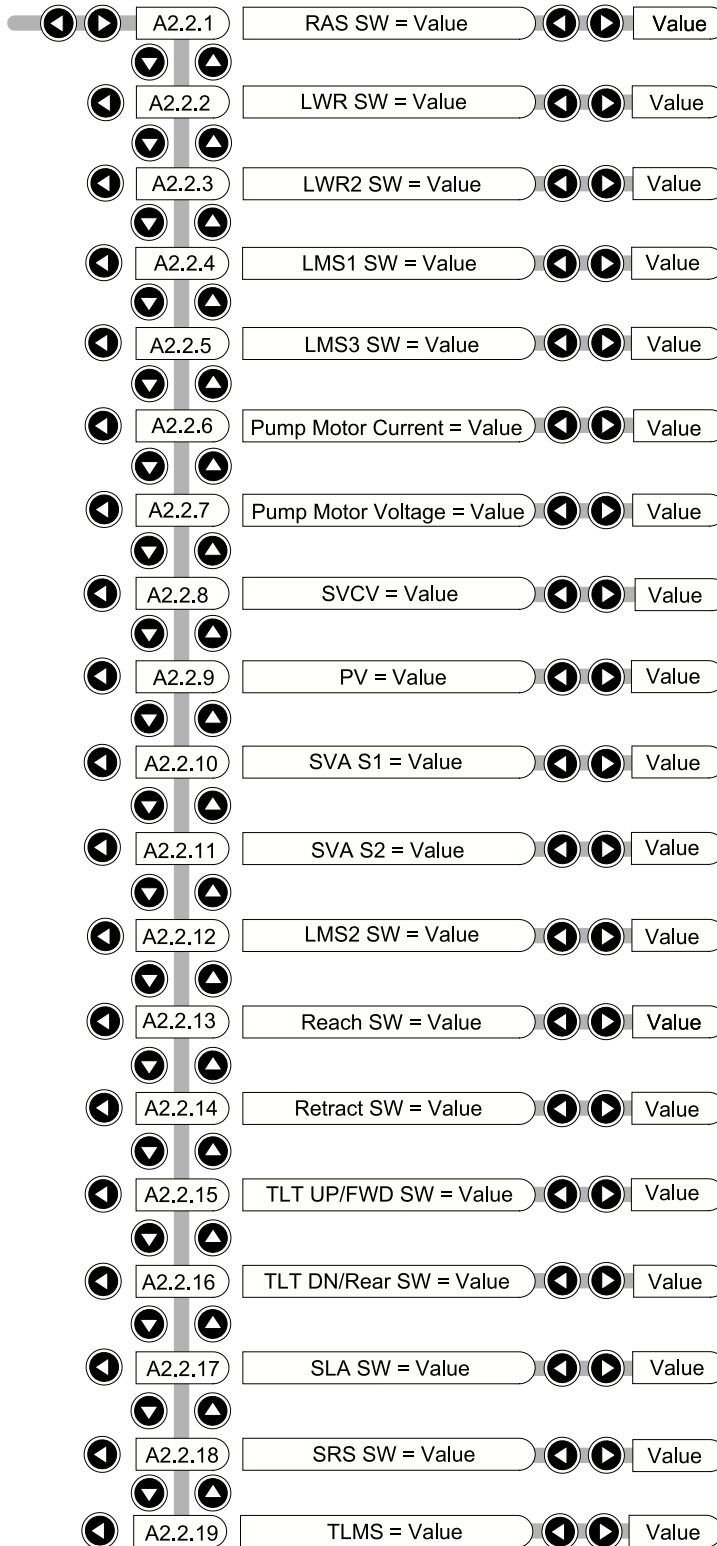 A2.2.1 RAS SW = Value Value
A2.2.2 LWR SW = Value Value
A2.2.3 LWR2 SW = Value Value
A2.2.4 LMS1 SW = Value Value
A2.2.5 LMS3 SW = Value Value
A2.2.6 Pump Motor Current = Value Value
A2.2.7 Pump Motor Voltage = Value Value
A2.2.8 SVCV = Value Value
A2.2.9 PV = Value Value
A2.2.10 SVA S1 = Value Value
A2.2.11 SVA S2 = Value Value
A2.2.12 LMS2 SW = Value Value
A2.2.13 Reach SW = Value Value
A2.2.14 Retract SW = Value Value
A2.2.15 TLT UP/FWD SW = Value Value
A2.2.16 TLT DN/Rear SW = Value Value
A2.2.17 SLA SW = Value Value
A2.2.18 SRS SW = Value Value
A2.2.19 TLMS = Value Value